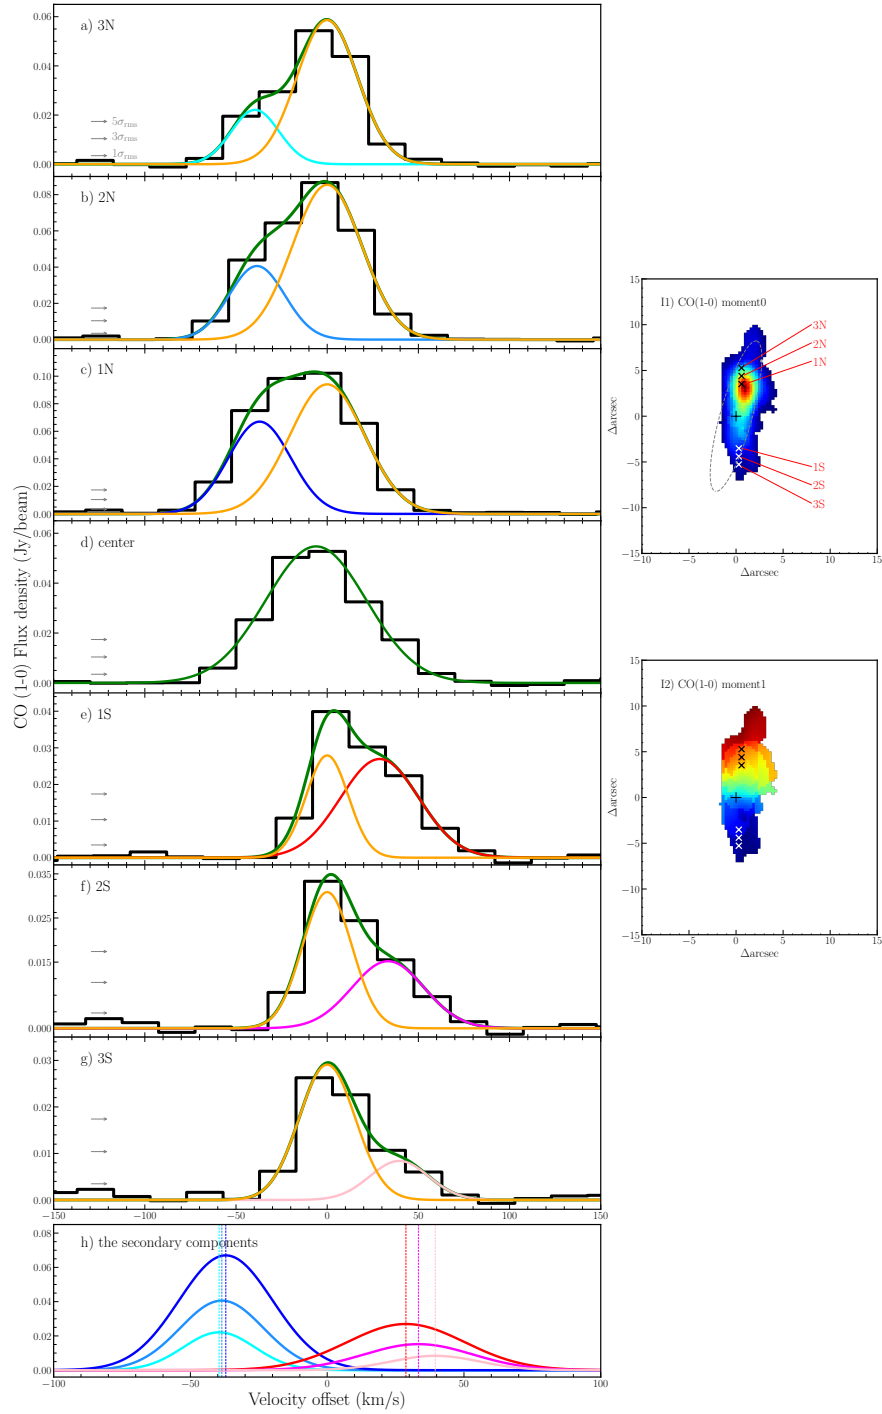 CO (1-0) Flux density (Jy/beam)
a) 3N
0.06
0.04
0.02
0.00
5σrms
3σrms
1σrms
b) 2N
0.08
0.06
0.04
0.02
0.00
c) 1N
0.10
0.08
0.06
0.04
0.02
0.00
d) center
0.06
0.04
0.02
0.00
e) 1S
0.04
0.03
0.02
0.01
0.00
f) 2S
0.035
0.025
0.015
0.000
g) 3S
0.03
0.02
0.01
0.00
−150 −100 −50 0 50 100 150
h) the secondary components
0.08
0.06
0.04
0.02
0.00
−100 −50 0 50 100
Velocity offset (km/s)
I1) CO(1-0) moment0
15
10
5
0
−5
−10
−15
3N
2N
1N
1S
2S
3S
Δarcsec
−10 −5 0 5 10 15
Δarcsec
I2) CO(1-0) moment1
15
10
5
0
−5
−10
−15
Δarcsec
−10 −5 0 5 10 15
Δarcsec